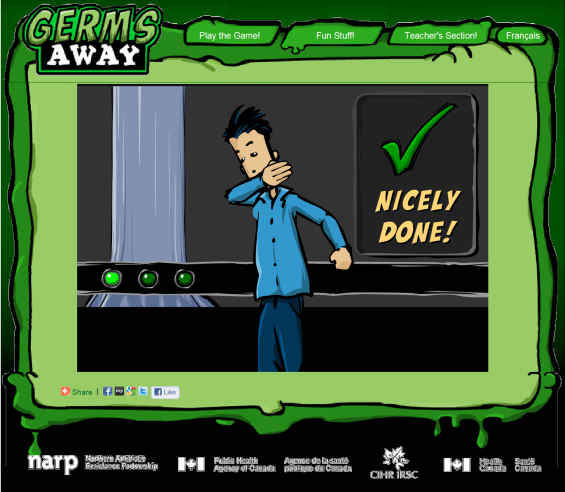 GERMS
AWAY
Play the Game!
Fun Stuff!
Teacher's Section!
Français
NICELY
DONE!
Share
Like
narp
Northern Antibiotic
Resistance Partnership
Public Health
Agency of Canada
Agence de la santé
publique du Canada
CIHR IRSC
Health
Canada
Santé
Canada